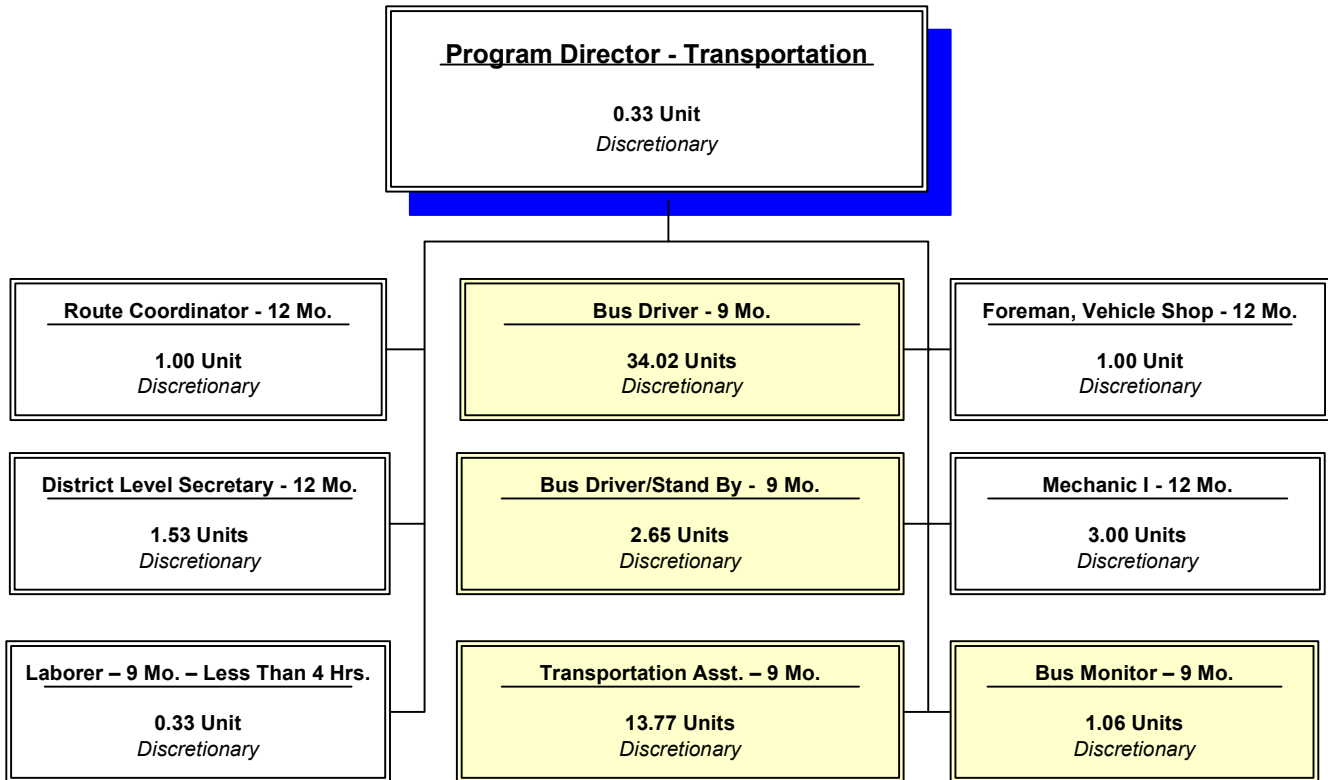 Program Director - Transportation
0.33 Unit
Discretionary
Route Coordinator - 12 Mo.
1.00 Unit
Discretionary
Bus Driver - 9 Mo.
34.02 Units
Discretionary
Foreman, Vehicle Shop - 12 Mo.
1.00 Unit
Discretionary
District Level Secretary - 12 Mo.
1.53 Units
Discretionary
Bus Driver/Stand By - 9 Mo.
2.65 Units
Discretionary
Mechanic I - 12 Mo.
3.00 Units
Discretionary
Laborer – 9 Mo. – Less Than 4 Hrs.
0.33 Unit
Discretionary
Transportation Asst. – 9 Mo.
13.77 Units
Discretionary
Bus Monitor – 9 Mo.
1.06 Units
Discretionary